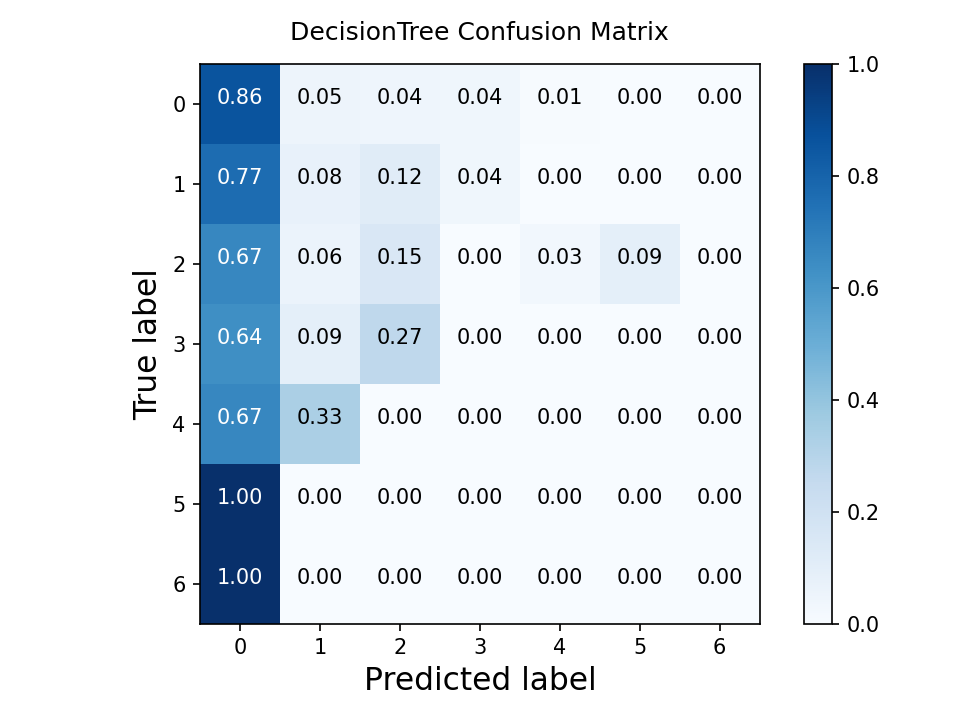 DecisionTree Confusion Matrix
0 0.86 0.05 0.04 0.04 0.01 0.00 0.00
1 0.77 0.08 0.12 0.04 0.00 0.00 0.00
2 0.67 0.06 0.15 0.00 0.03 0.09 0.00
3 0.64 0.09 0.27 0.00 0.00 0.00 0.00
4 0.67 0.33 0.00 0.00 0.00 0.00 0.00
5 1.00 0.00 0.00 0.00 0.00 0.00 0.00
6 1.00 0.00 0.00 0.00 0.00 0.00 0.00
0 1 2 3 4 5 6
Predicted label
True label
1.0
0.8
0.6
0.4
0.2
0.0